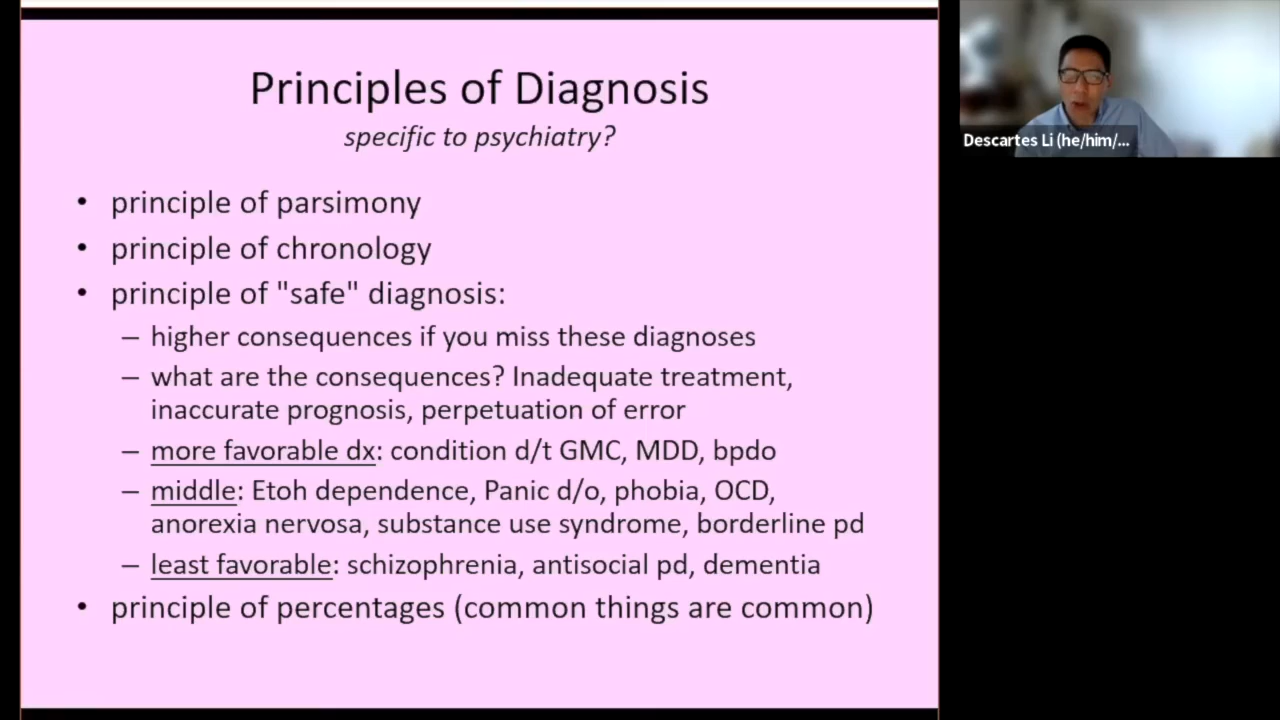 Principles of Diagnosis
specific to psychiatry?
• principle of parsimony
• principle of chronology
• principle of "safe" diagnosis:
– higher consequences if you miss these diagnoses
– what are the consequences? Inadequate treatment,
inaccurate prognosis, perpetuation of error
– more favorable dx: condition d/t GMC, MDD, bpdo
– middle: Etoh dependence, Panic d/o, phobia, OCD,
anorexia nervosa, substance use syndrome, borderline pd
– least favorable: schizophrenia, antisocial pd, dementia
• principle of percentages (common things are common)
Descartes Li (he/him/...